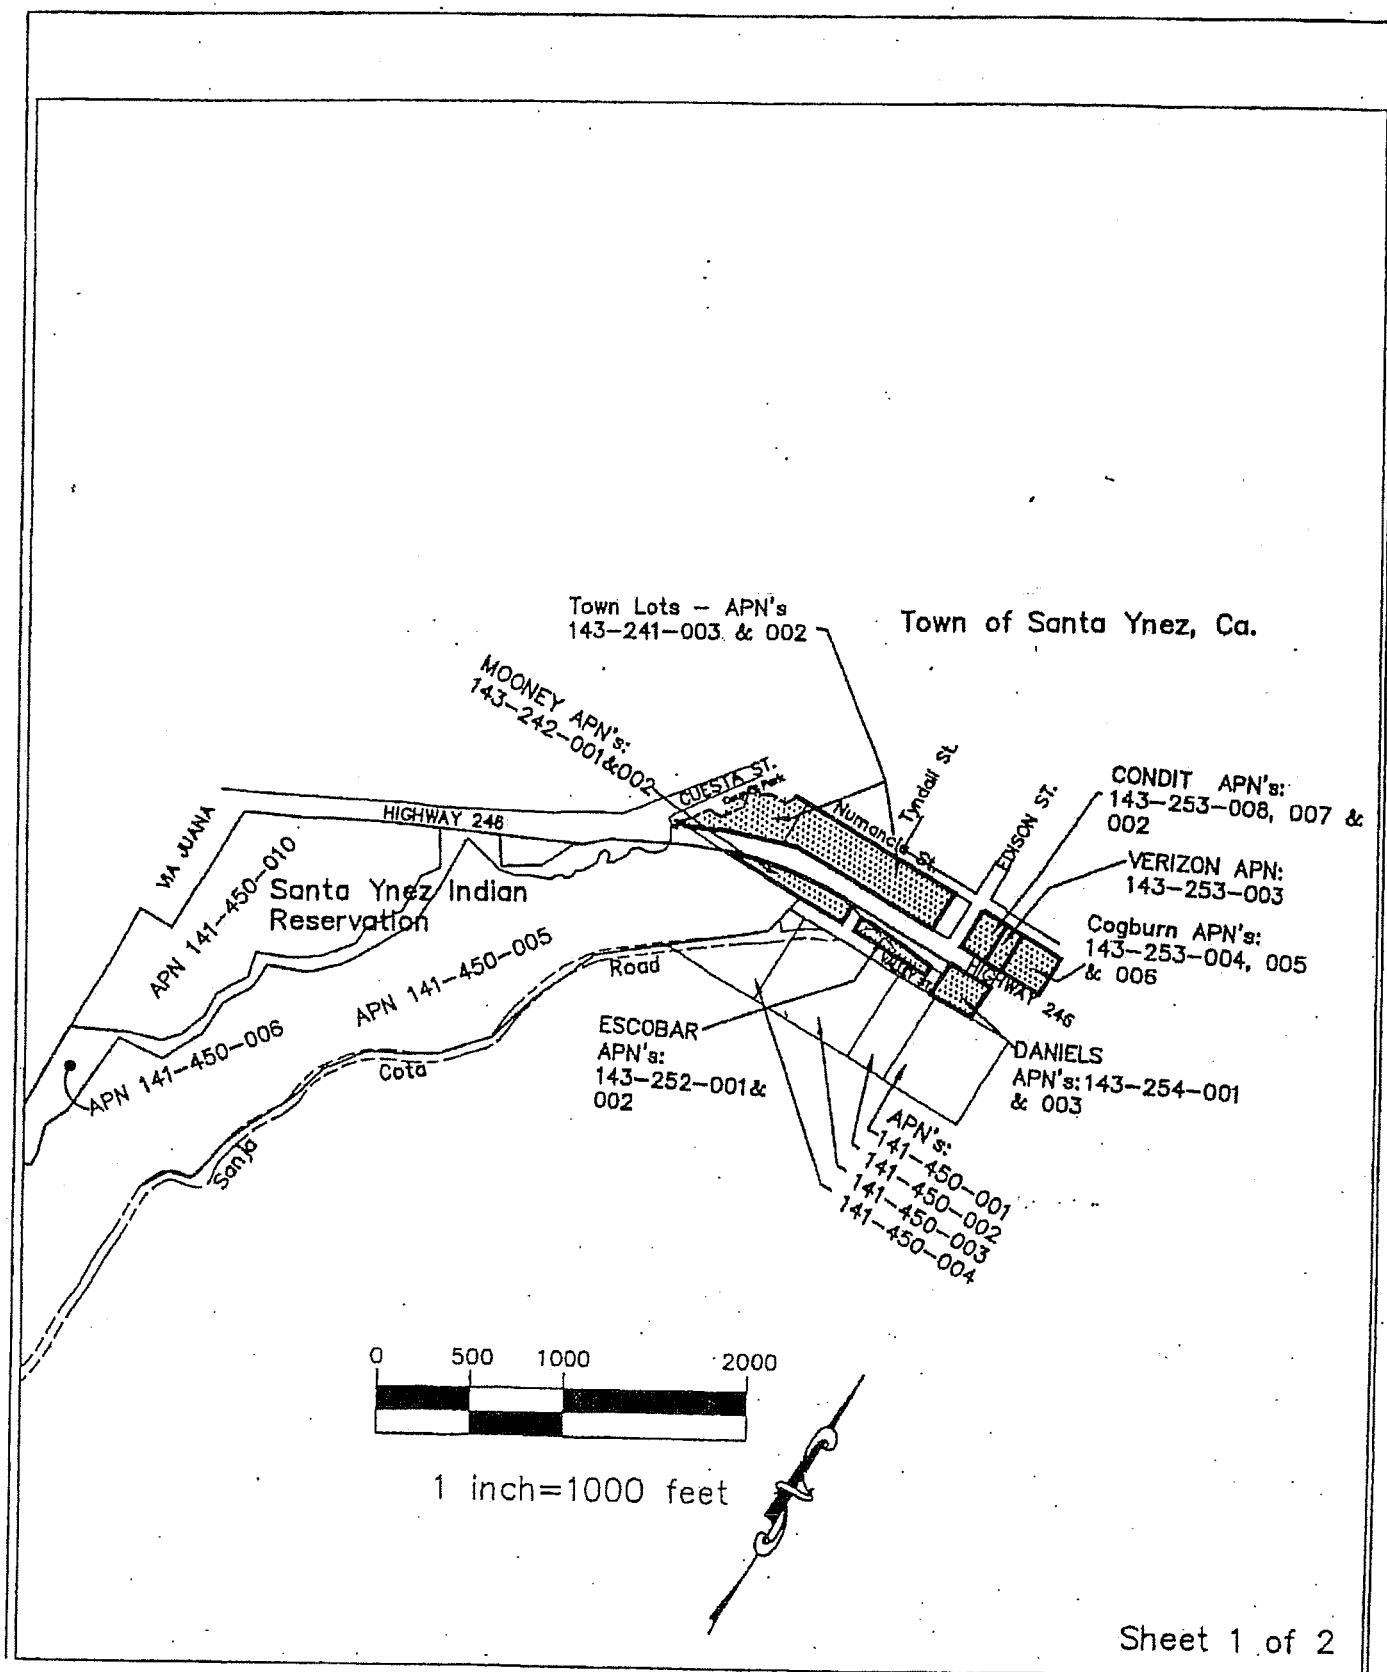 Town Lots - APN's
143-241-003 & 002
Town of Santa Ynez, Ca.
MOONEY APN's:
143-242-001&002
CUESTA ST.
County Park
Numancia St.
Tyndall St.
EDISON ST.
CONDIT APN's:
143-253-008, 007 &
002
VERIZON APN:
143-253-003
Cogburn APN's:
143-253-004, 005
& 006
HIGHWAY 246
VIA JUANA
APN 141-450-010
Santa Ynez Indian
Reservation
APN 141-450-005
APN 141-450-006
Sanja
Cota
Road
HIGHWAY 246
ESCOBAR
APN's:
143-252-001&
002
DANIELS
APN's:143-254-001
& 003
APN's:
141-450-001
141-450-002
141-450-003
141-450-004
0 500 1000 2000
1 inch=1000 feet
Sheet 1 of 2